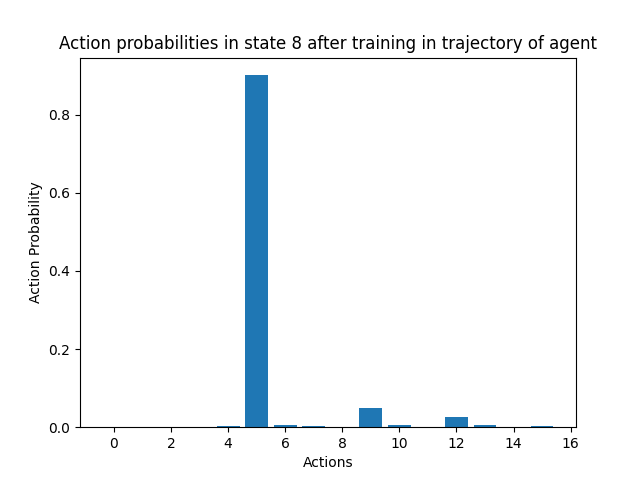 Action probabilities in state 8 after training in trajectory of agent
0.8
0.6
0.4
0.2
0.0
Action Probability
0 2 4 6 8 10 12 14 16
Actions